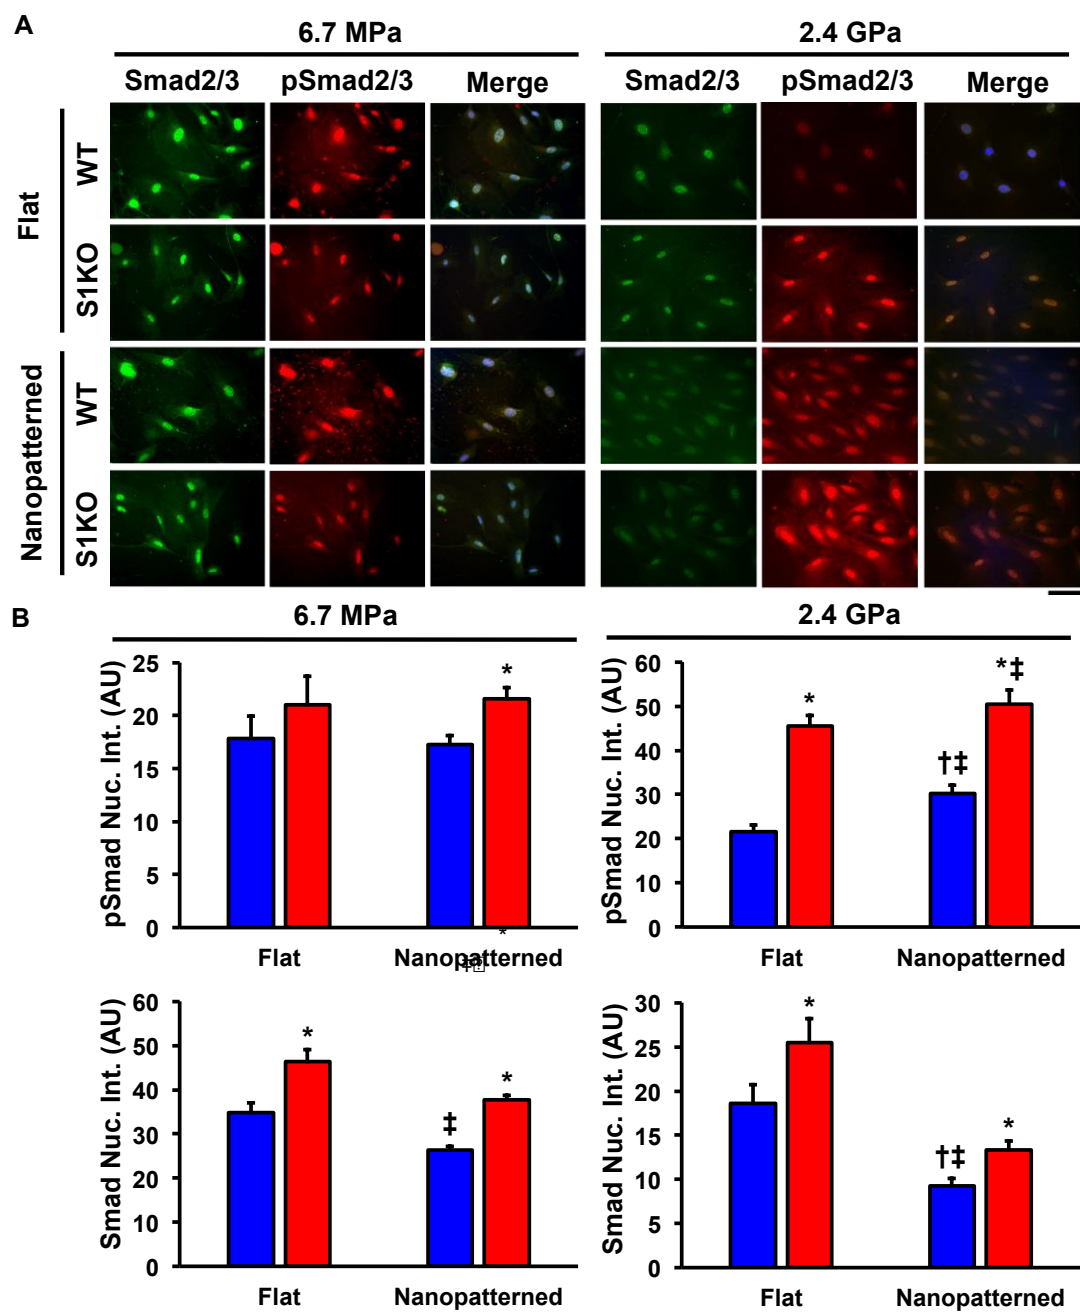 A
6.7 MPa
2.4 GPa
Smad2/3 pSmad2/3 Merge
Smad2/3 pSmad2/3 Merge
Flat
WT
S1KO
Nanopatterned
WT
S1KO
B
6.7 MPa
2.4 GPa
pSmad Nuc. Int. (AU)
25
20
15
10
5
0
*
*
Flat
Nanopatterned
pSmad Nuc. Int. (AU)
60
50
40
30
20
10
0
*
†‡
*‡
Flat
Nanopatterned
Smad Nuc. Int. (AU)
60
50
40
30
20
10
0
*
‡
*
Flat
Nanopatterned
Smad Nuc. Int. (AU)
30
25
20
15
10
5
0
*
†‡
*
Flat
Nanopatterned